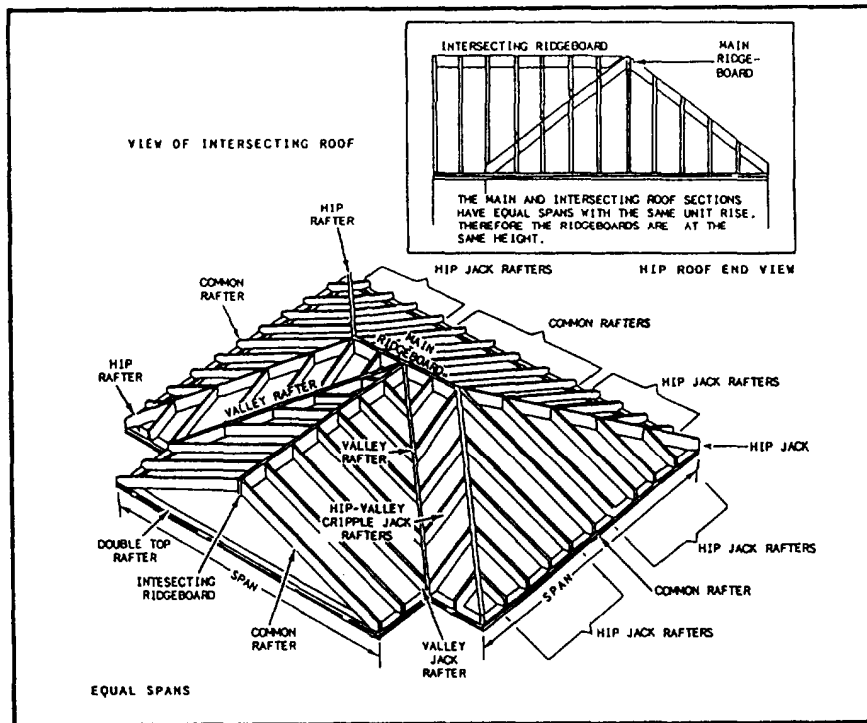 INTERSECTING RIDGEBOARD
MAIN
RIDGE-
BOARD
VIEW OF INTERSECTING ROOF
THE MAIN AND INTERSECTING ROOF SECTIONS
HAVE EQUAL SPANS WITH THE SAME UNIT RISE.
THEREFORE THE RIDGEBOARDS ARE AT THE
SAME HEIGHT.
HIP ROOF END VIEW
HIP
RAFTER
HIP JACK RAFTERS
COMMON
RAFTER
COMMON RAFTERS
MAIN
RIDGEBOARD
HIP
RAFTER
VALLEY RAFTER
HIP JACK RAFTERS
VALLEY
RAFTER
HIP JACK
HIP-VALLEY
CRIPPLE JACK
RAFTERS
DOUBLE TOP
RAFTER
HIP JACK RAFTERS
INTESECTING
RIDGEBOARD
SPAN
SPAN
COMMON RAFTER
COMMON
RAFTER
VALLEY
JACK
RAFTER
HIP JACK RAFTERS
EQUAL SPANS